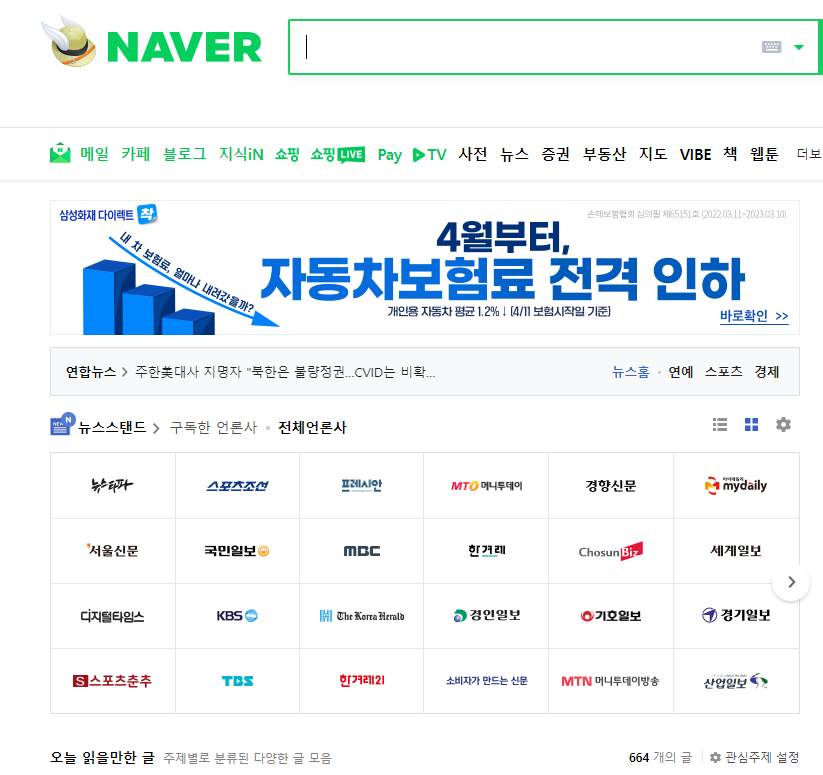 NAVER
메일 카페 블로그 지식iN 쇼핑 쇼핑LIVE Pay TV 사전 뉴스 증권 부동산 지도 VIBE 책 웹툰 더보
삼성화재 다이렉트 착
손해보험협회 심의필 제65151호 (2022.03.11~2023.03.10)
내 차 보험료, 얼마나 내려갔을까?
4월부터,
자동차보험료 전격 인하
개인용 자동차 평균 1.2%↓ (4/11 보험시작일 기준)
바로확인 >>
연합뉴스 > 주한美대사 지명자 "북한은 불량정권...CVID는 비확... 뉴스홈 · 연예 스포츠 경제
NEWS N 뉴스스탠드 > 구독한 언론사 · 전체언론사
뉴스타파 스포츠조선 프레시안 MTO 머니투데이 경향신문 마이데일리 mydaily
서울신문 국민일보 MBC 한겨레 ChosunBiz 세계일보
디지털타임스 KBS The Korea Herald 경인일보 기호일보 경기일보
S스포츠춘추 TBS 한겨레21 소비자가 만드는 신문 MTN 머니투데이방송 산업일보
오늘 읽을만한 글 주제별로 분류된 다양한 글 모음 664 개의 글 관심주제 설정